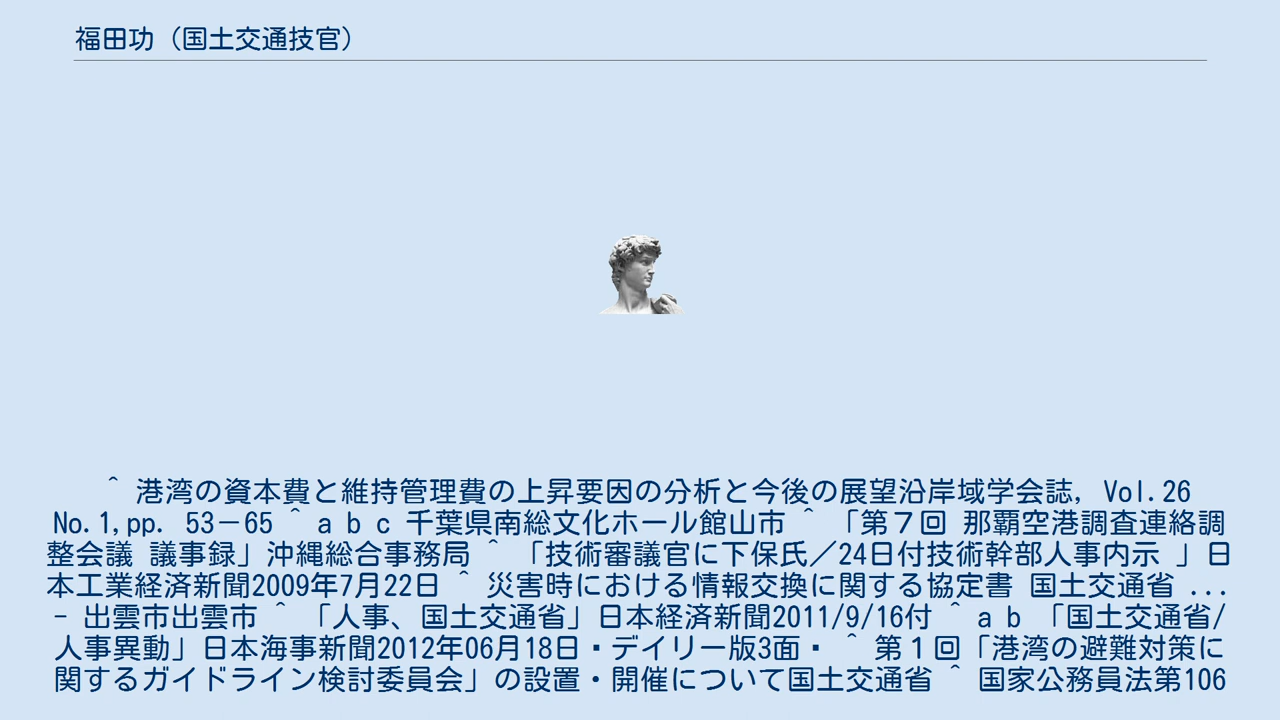 福田功（国土交通技官）
＾ 港湾の資本費と維持管理費の上昇要因の分析と今後の展望沿岸域学会誌, Vol.26
No.1,pp. 53－65 ＾ a b c 千葉県南総文化ホール館山市 ＾ 「第７回 那覇空港調査連絡調
整会議 議事録」沖縄総合事務局 ＾ 「技術審議官に下保氏／24日付技術幹部人事内示 」日
本工業経済新聞2009年7月22日 ＾ 災害時における情報交換に関する協定書 国土交通省 ...
- 出雲市出雲市 ＾ 「人事、国土交通省」日本経済新聞2011/9/16付 ＾ a b 「国土交通省/
人事異動」日本海事新聞2012年06月18日・デイリー版3面・ ＾ 第１回「港湾の避難対策に
関するガイドライン検討委員会」の設置・開催について国土交通省 ＾ 国家公務員法第106